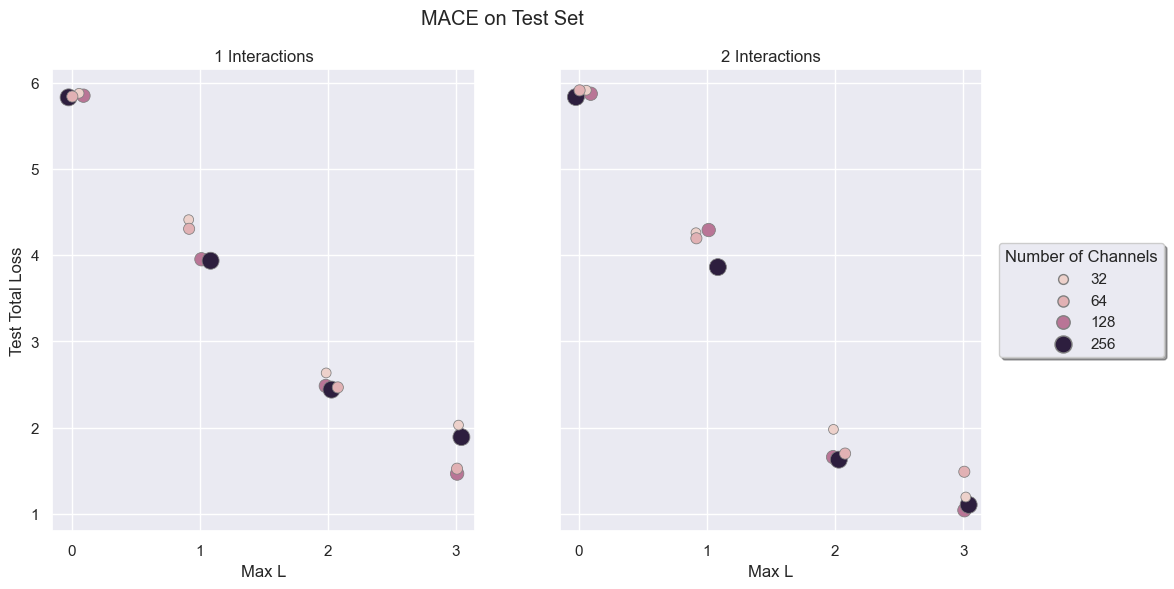 MACE on Test Set
1 Interactions
2 Interactions
6
5
4
3
2
1
Test Total Loss
0 1 2 3
Max L
0 1 2 3
Max L
Number of Channels
32
64
128
256